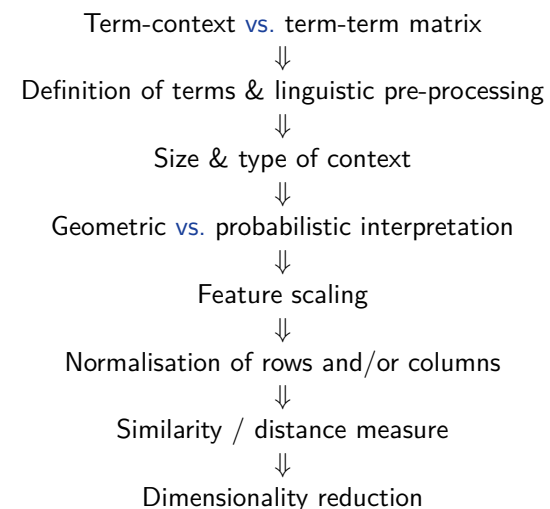 Term-context vs. term-term matrix
⇓
Definition of terms & linguistic pre-processing
⇓
Size & type of context
⇓
Geometric vs. probabilistic interpretation
⇓
Feature scaling
⇓
Normalisation of rows and/or columns
⇓
Similarity / distance measure
⇓
Dimensionality reduction